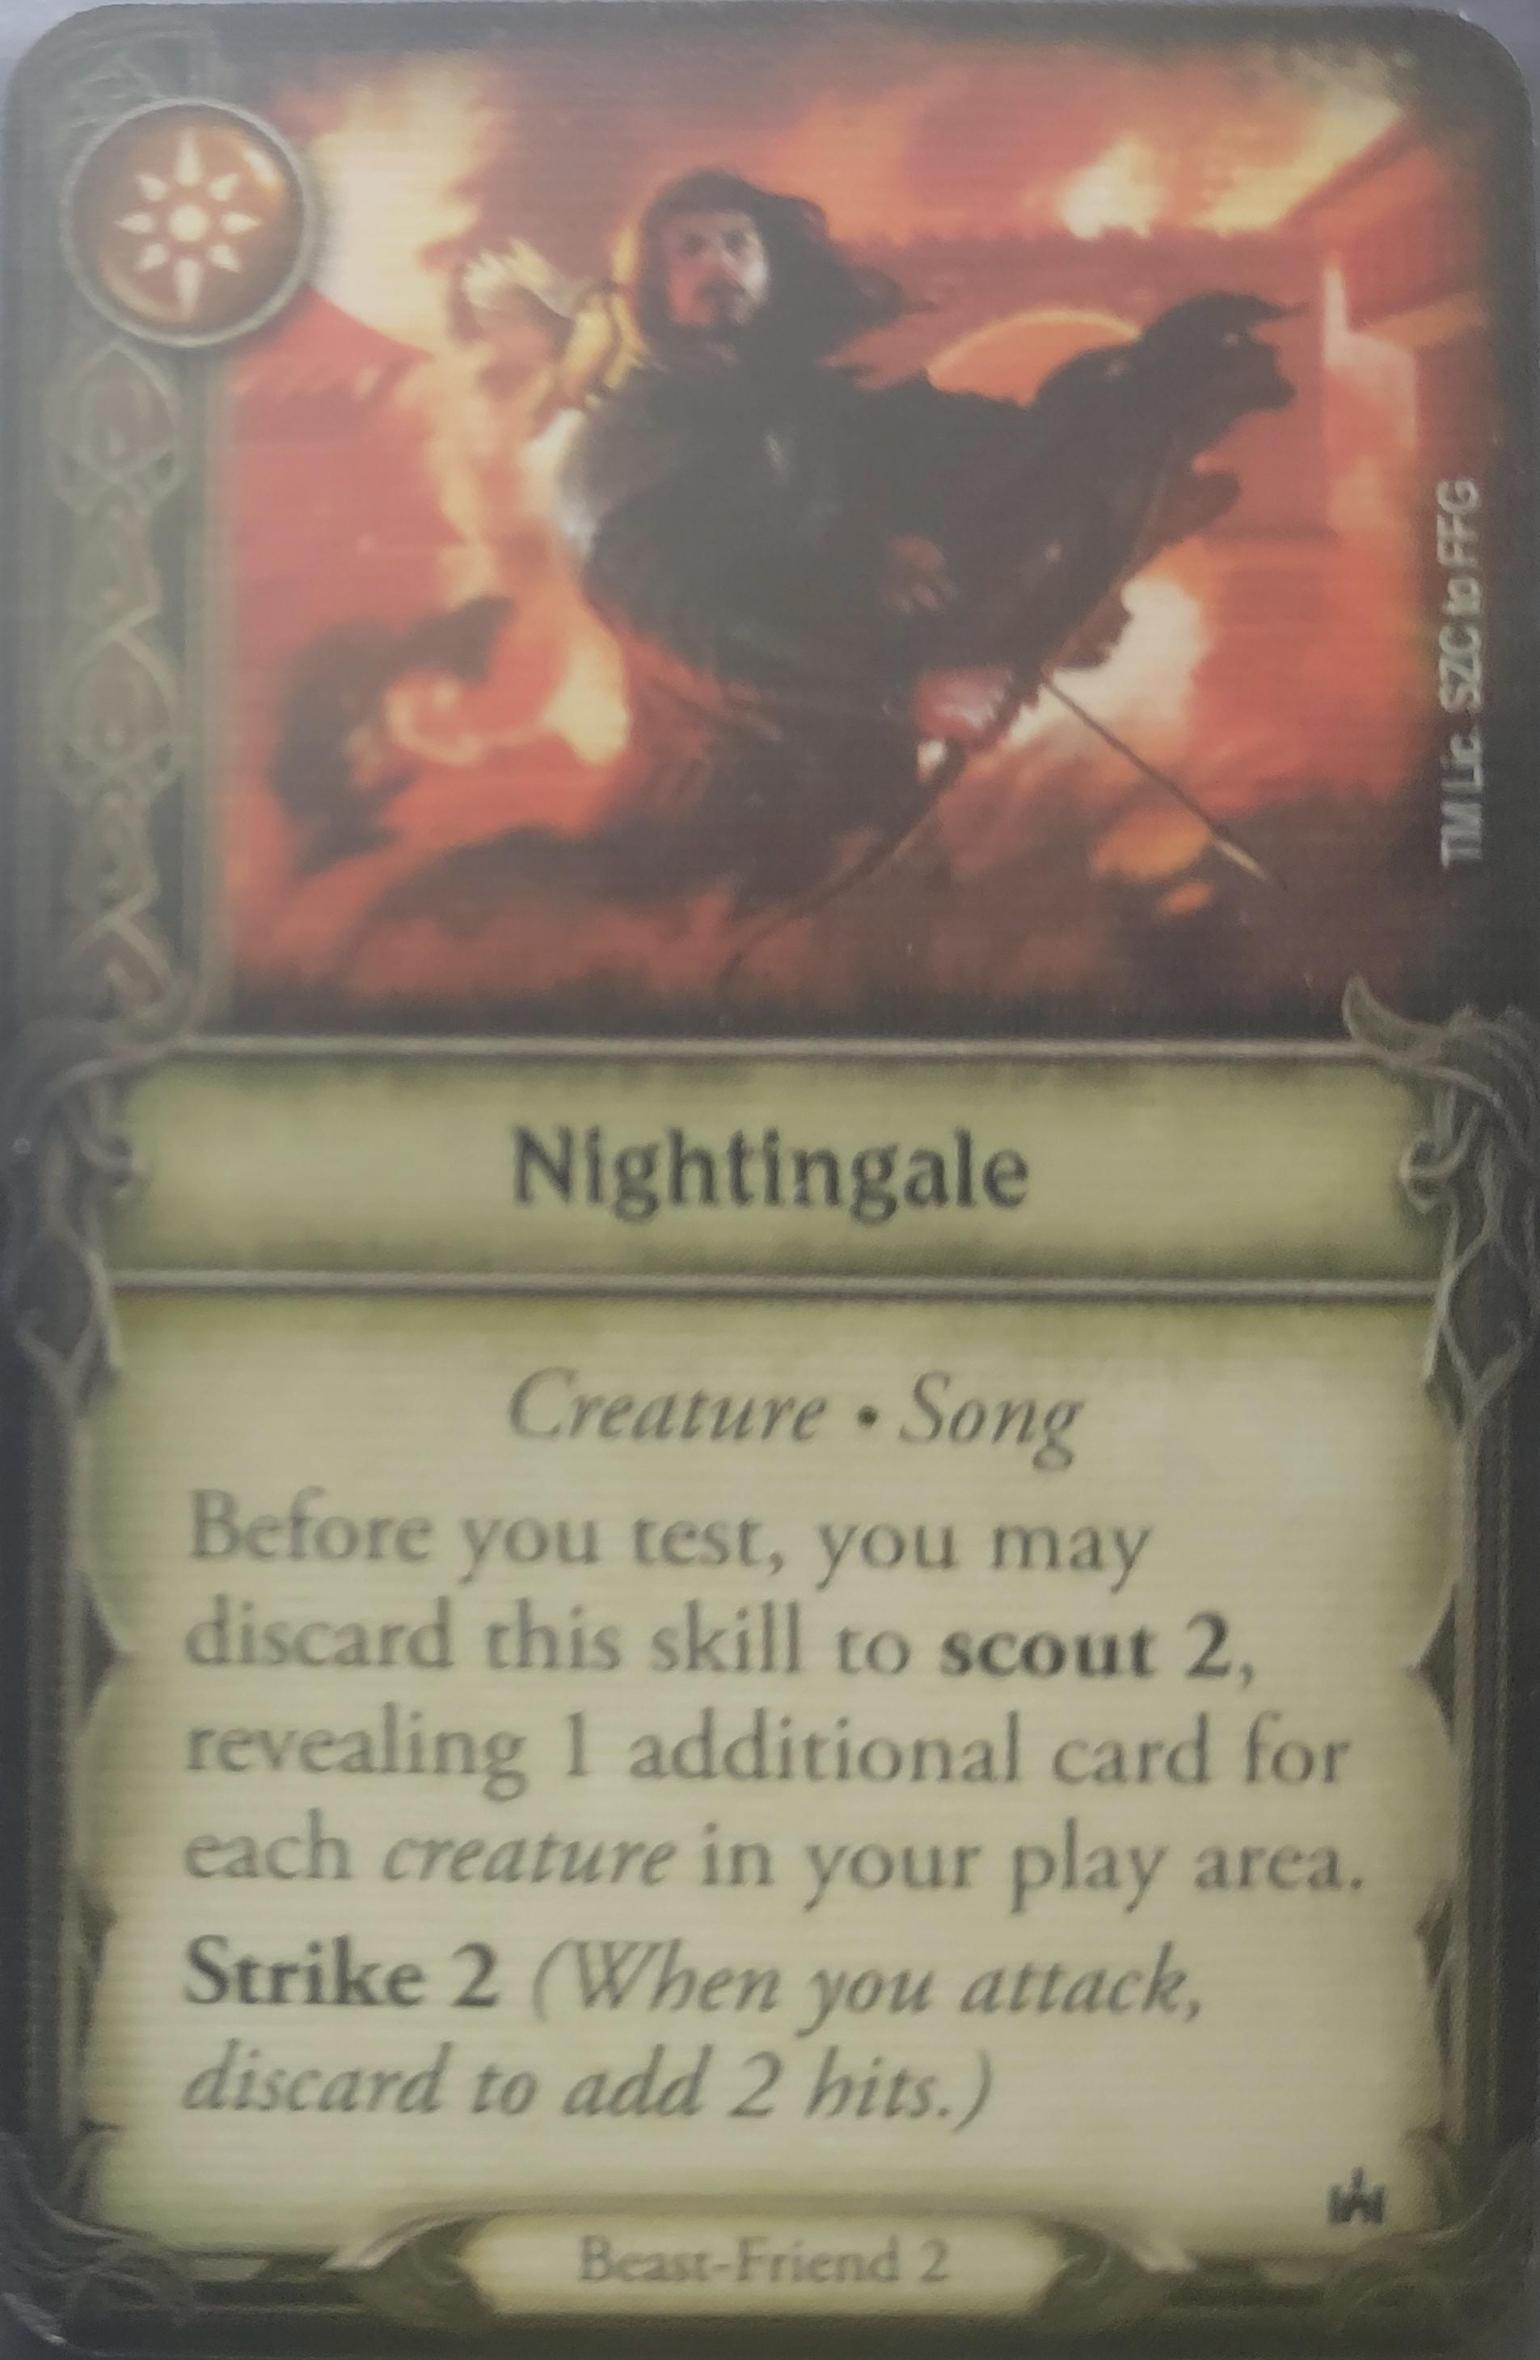 TM Lic. SZC to FFG
Nightingale
Creature • Song
Before you test, you may
discard this skill to scout 2,
revealing 1 additional card for
each creature in your play area.
Strike 2 (When you attack,
discard to add 2 hits.)
Beast-Friend 2